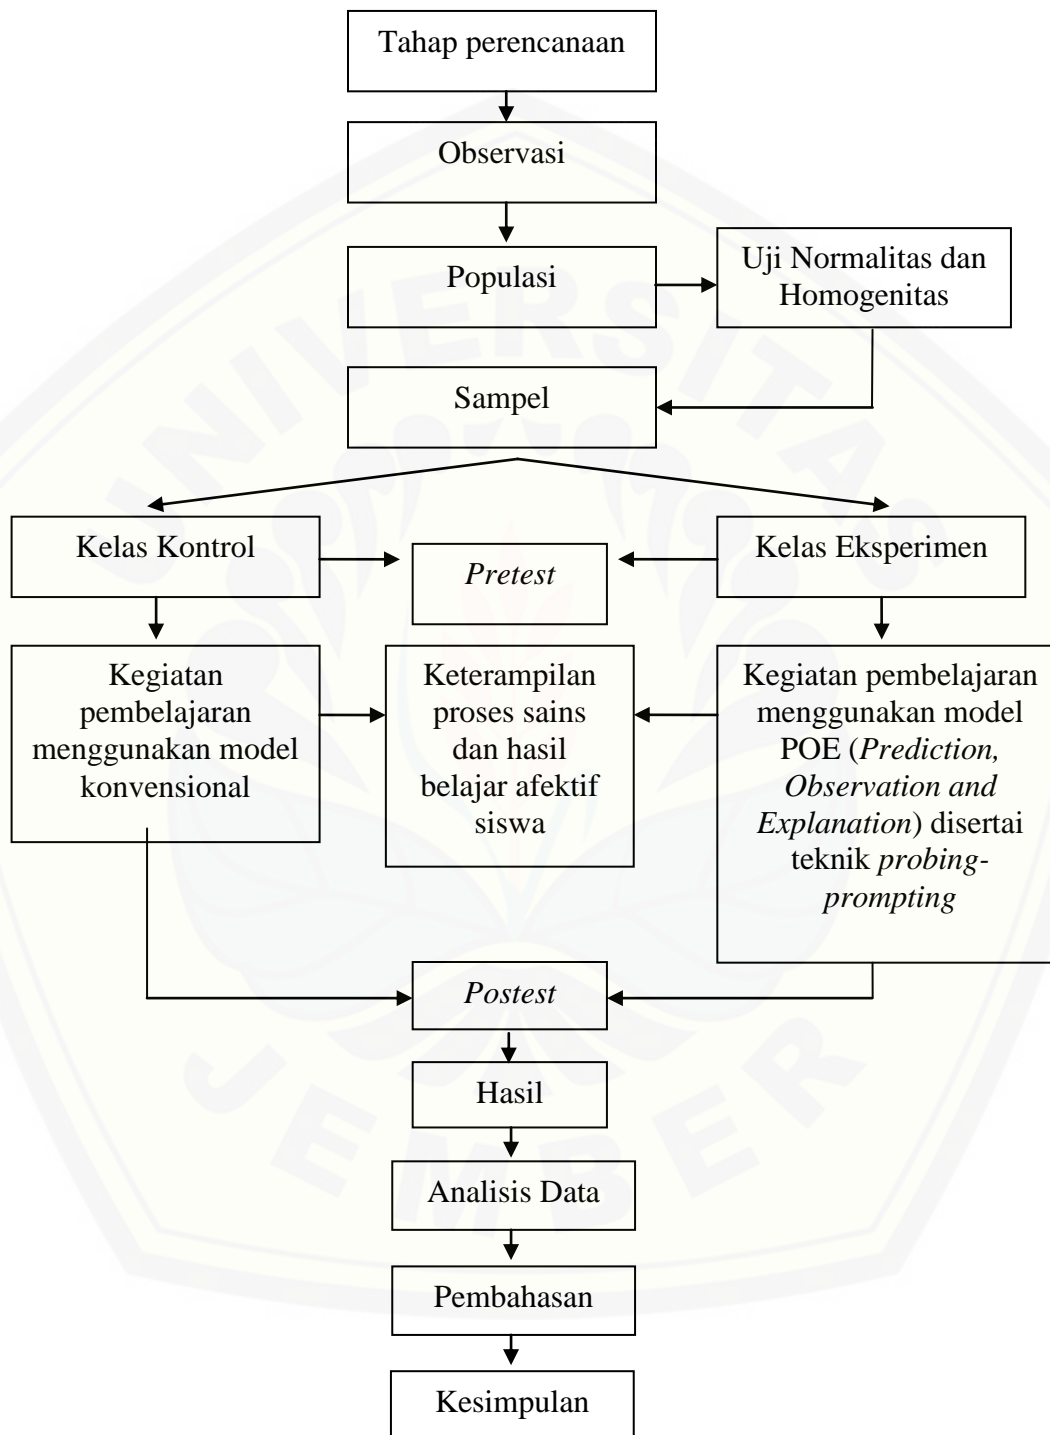 Tahap perencanaan
Observasi
Populasi
Uji Normalitas dan
Homogenitas
Sampel
Kelas Kontrol
Pretest
Kelas Eksperimen
Kegiatan
pembelajaran
menggunakan model
konvensional
Keterampilan
proses sains
dan hasil
belajar afektif
siswa
Kegiatan pembelajaran
menggunakan model
POE (Prediction,
Observation and
Explanation) disertai
teknik probing-
prompting
Postest
Hasil
Analisis Data
Pembahasan
Kesimpulan
UNIVERSITAS
JEMBER